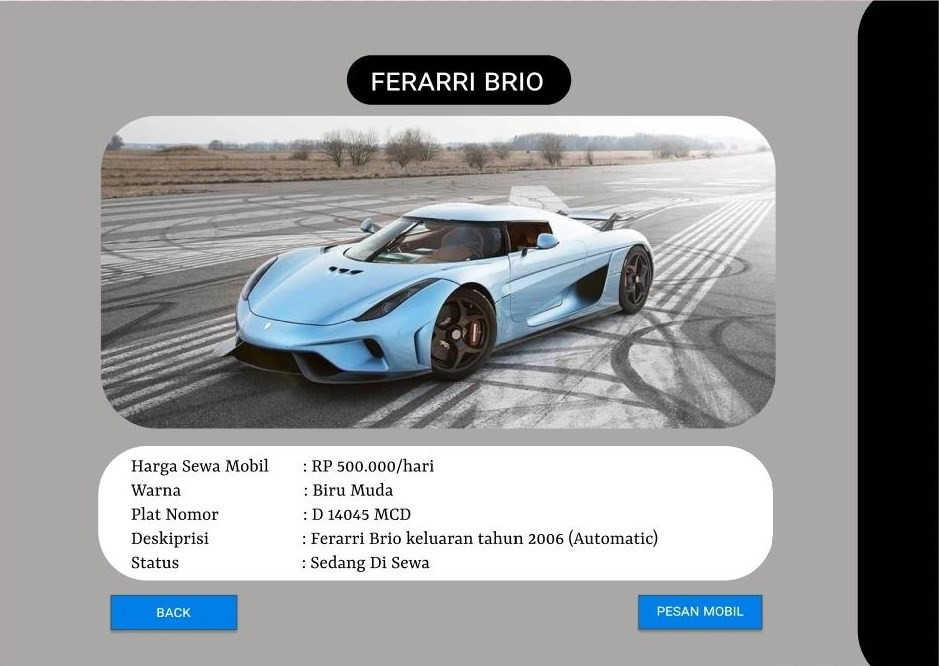 FERARRI BRIO
Harga Sewa Mobil : RP 500.000/hari
Warna : Biru Muda
Plat Nomor : D 14045 MCD
Deskiprisi : Ferarri Brio keluaran tahun 2006 (Automatic)
Status : Sedang Di Sewa
BACK
PESAN MOBIL